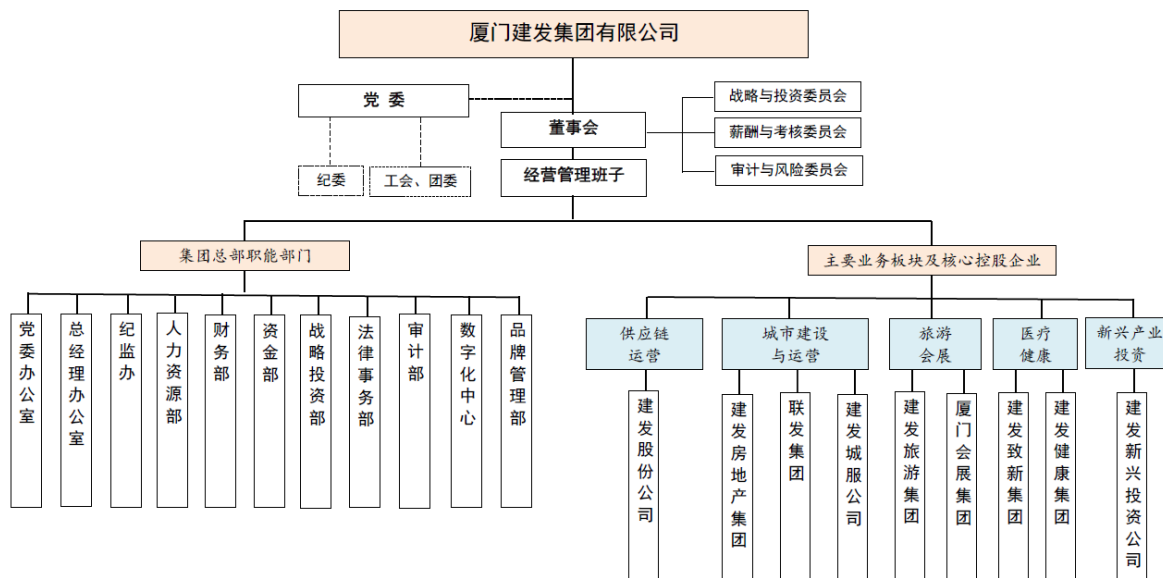 厦门建发集团有限公司
党 委
战略与投资委员会
董事会
薪酬与考核委员会
经营管理班子
审计与风险委员会
纪委
工会、团委
集团总部职能部门
主要业务板块及核心控股企业
党委办公室
总经理办公室
纪监办
人力资源部
财务部
资金部
战略投资部
法律事务部
审计部
数字化中心
品牌管理部
供应链
运营
城市建设
与运营
旅游
会展
医疗
健康
新兴产业
投资
建发股份公司
建发房地产集团
联发集团
建发城服公司
建发旅游集团
厦门会展集团
建发致新集团
建发健康集团
建发新兴投资公司